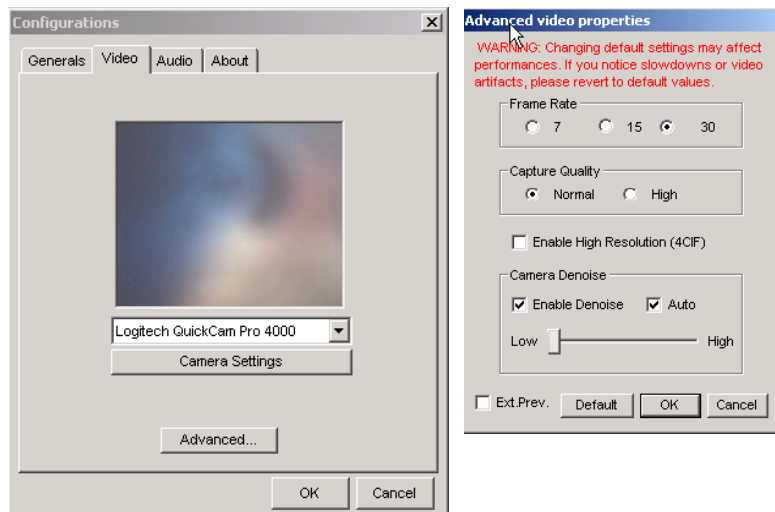 Configurations
Generals Video Audio About
Logitech QuickCam Pro 4000
Camera Settings
Advanced...
OK Cancel
Advanced video properties
WARNING: Changing default settings may affect
performances. If you notice slowdowns or video
artifacts, please revert to default values.
Frame Rate
7 15 30
Capture Quality
Normal High
Enable High Resolution (4CIF)
Camera Denoise
Enable Denoise Auto
Low High
Ext.Prev. Default OK Cancel